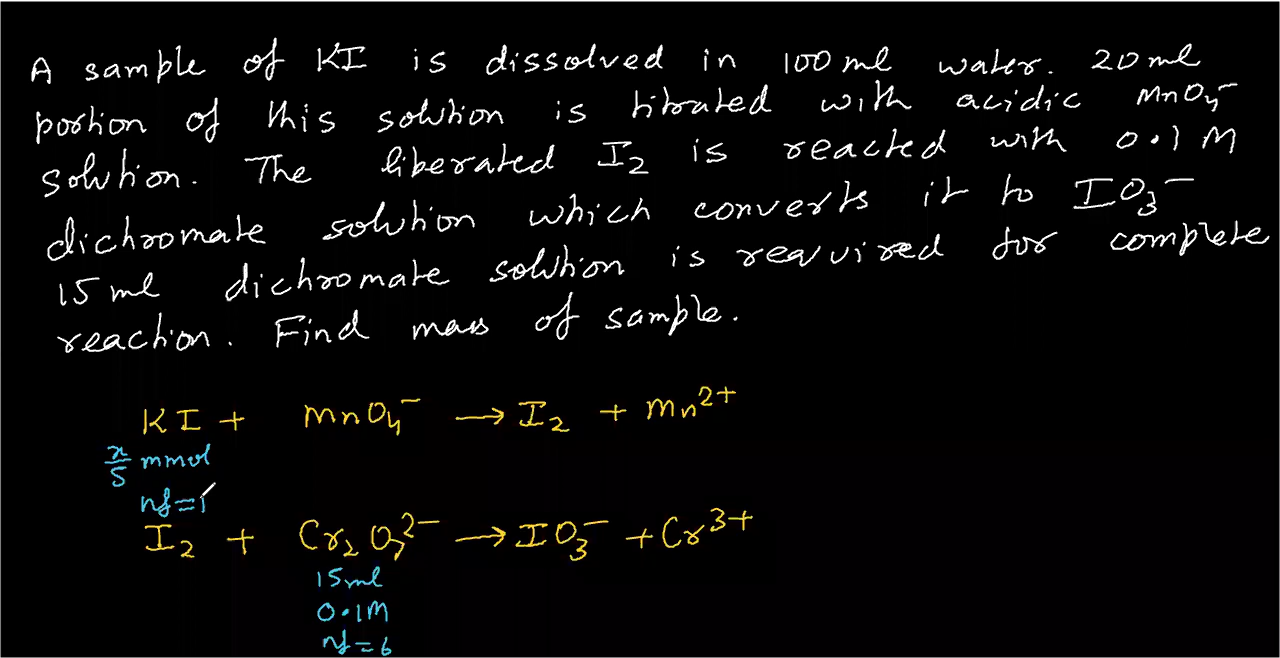 A sample of KI is dissolved in 100 ml water. 20 ml
portion of this solution is titrated with acidic MnO₄⁻
solution. The liberated I₂ is reacted with 0.1 M
dichromate solution which converts it to IO₃⁻
15 ml dichromate solution is required for complete
reaction. Find mass of sample.
KI + MnO₄⁻ → I₂ + Mn²⁺
x/5 mmol
nf = 1
I₂ + Cr₂O₇²⁻ → IO₃⁻ + Cr³⁺
15 ml
0.1M
nf = 6